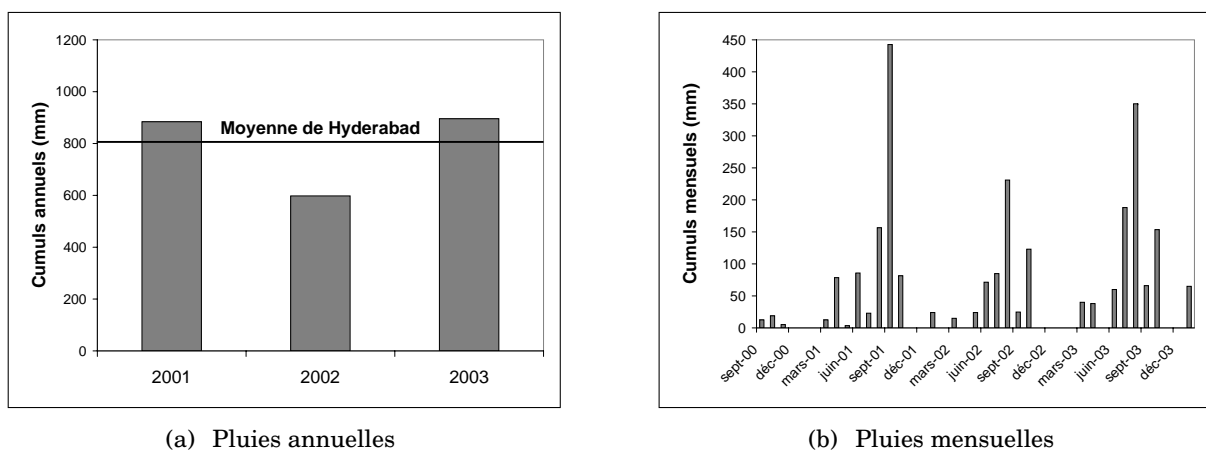 1200
1000
800
600
400
200
0
Cumuls annuels (mm)
Moyenne de Hyderabad
2001 2002 2003
(a) Pluies annuelles
450
400
350
300
250
200
150
100
50
0
Cumuls mensuels (mm)
sept-00 déc-00 mars-01 juin-01 sept-01 déc-01 mars-02 juin-02 sept-02 déc-02 mars-03 juin-03 sept-03 déc-03
(b) Pluies mensuelles